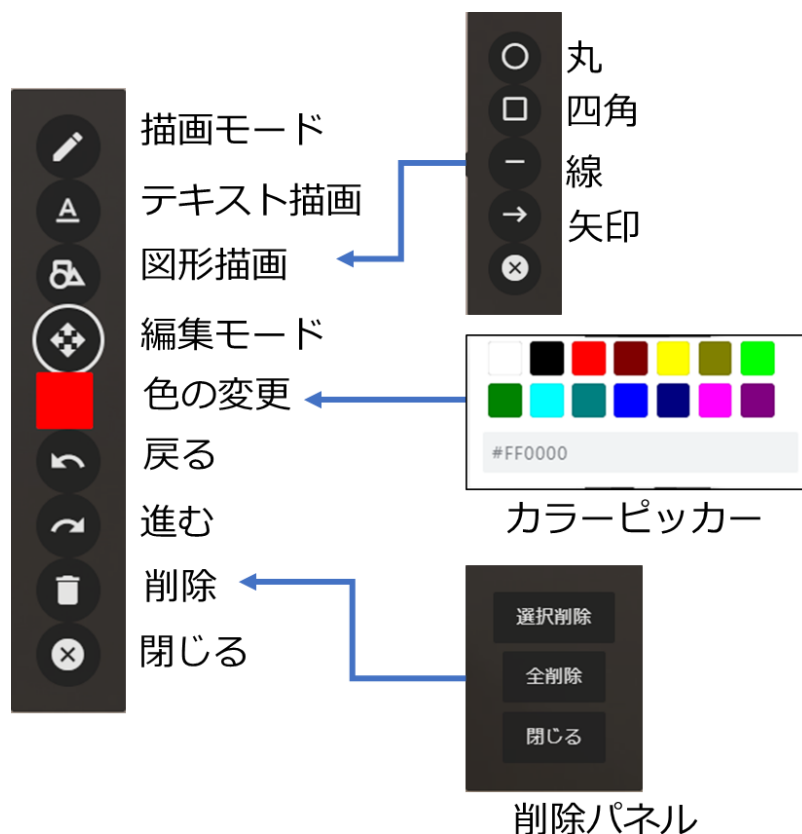 描画モード
テキスト描画
図形描画
編集モード
色の変更
戻る
進む
削除
閉じる
丸
四角
線
矢印
#FF0000
カラーピッカー
選択削除
全削除
閉じる
削除パネル